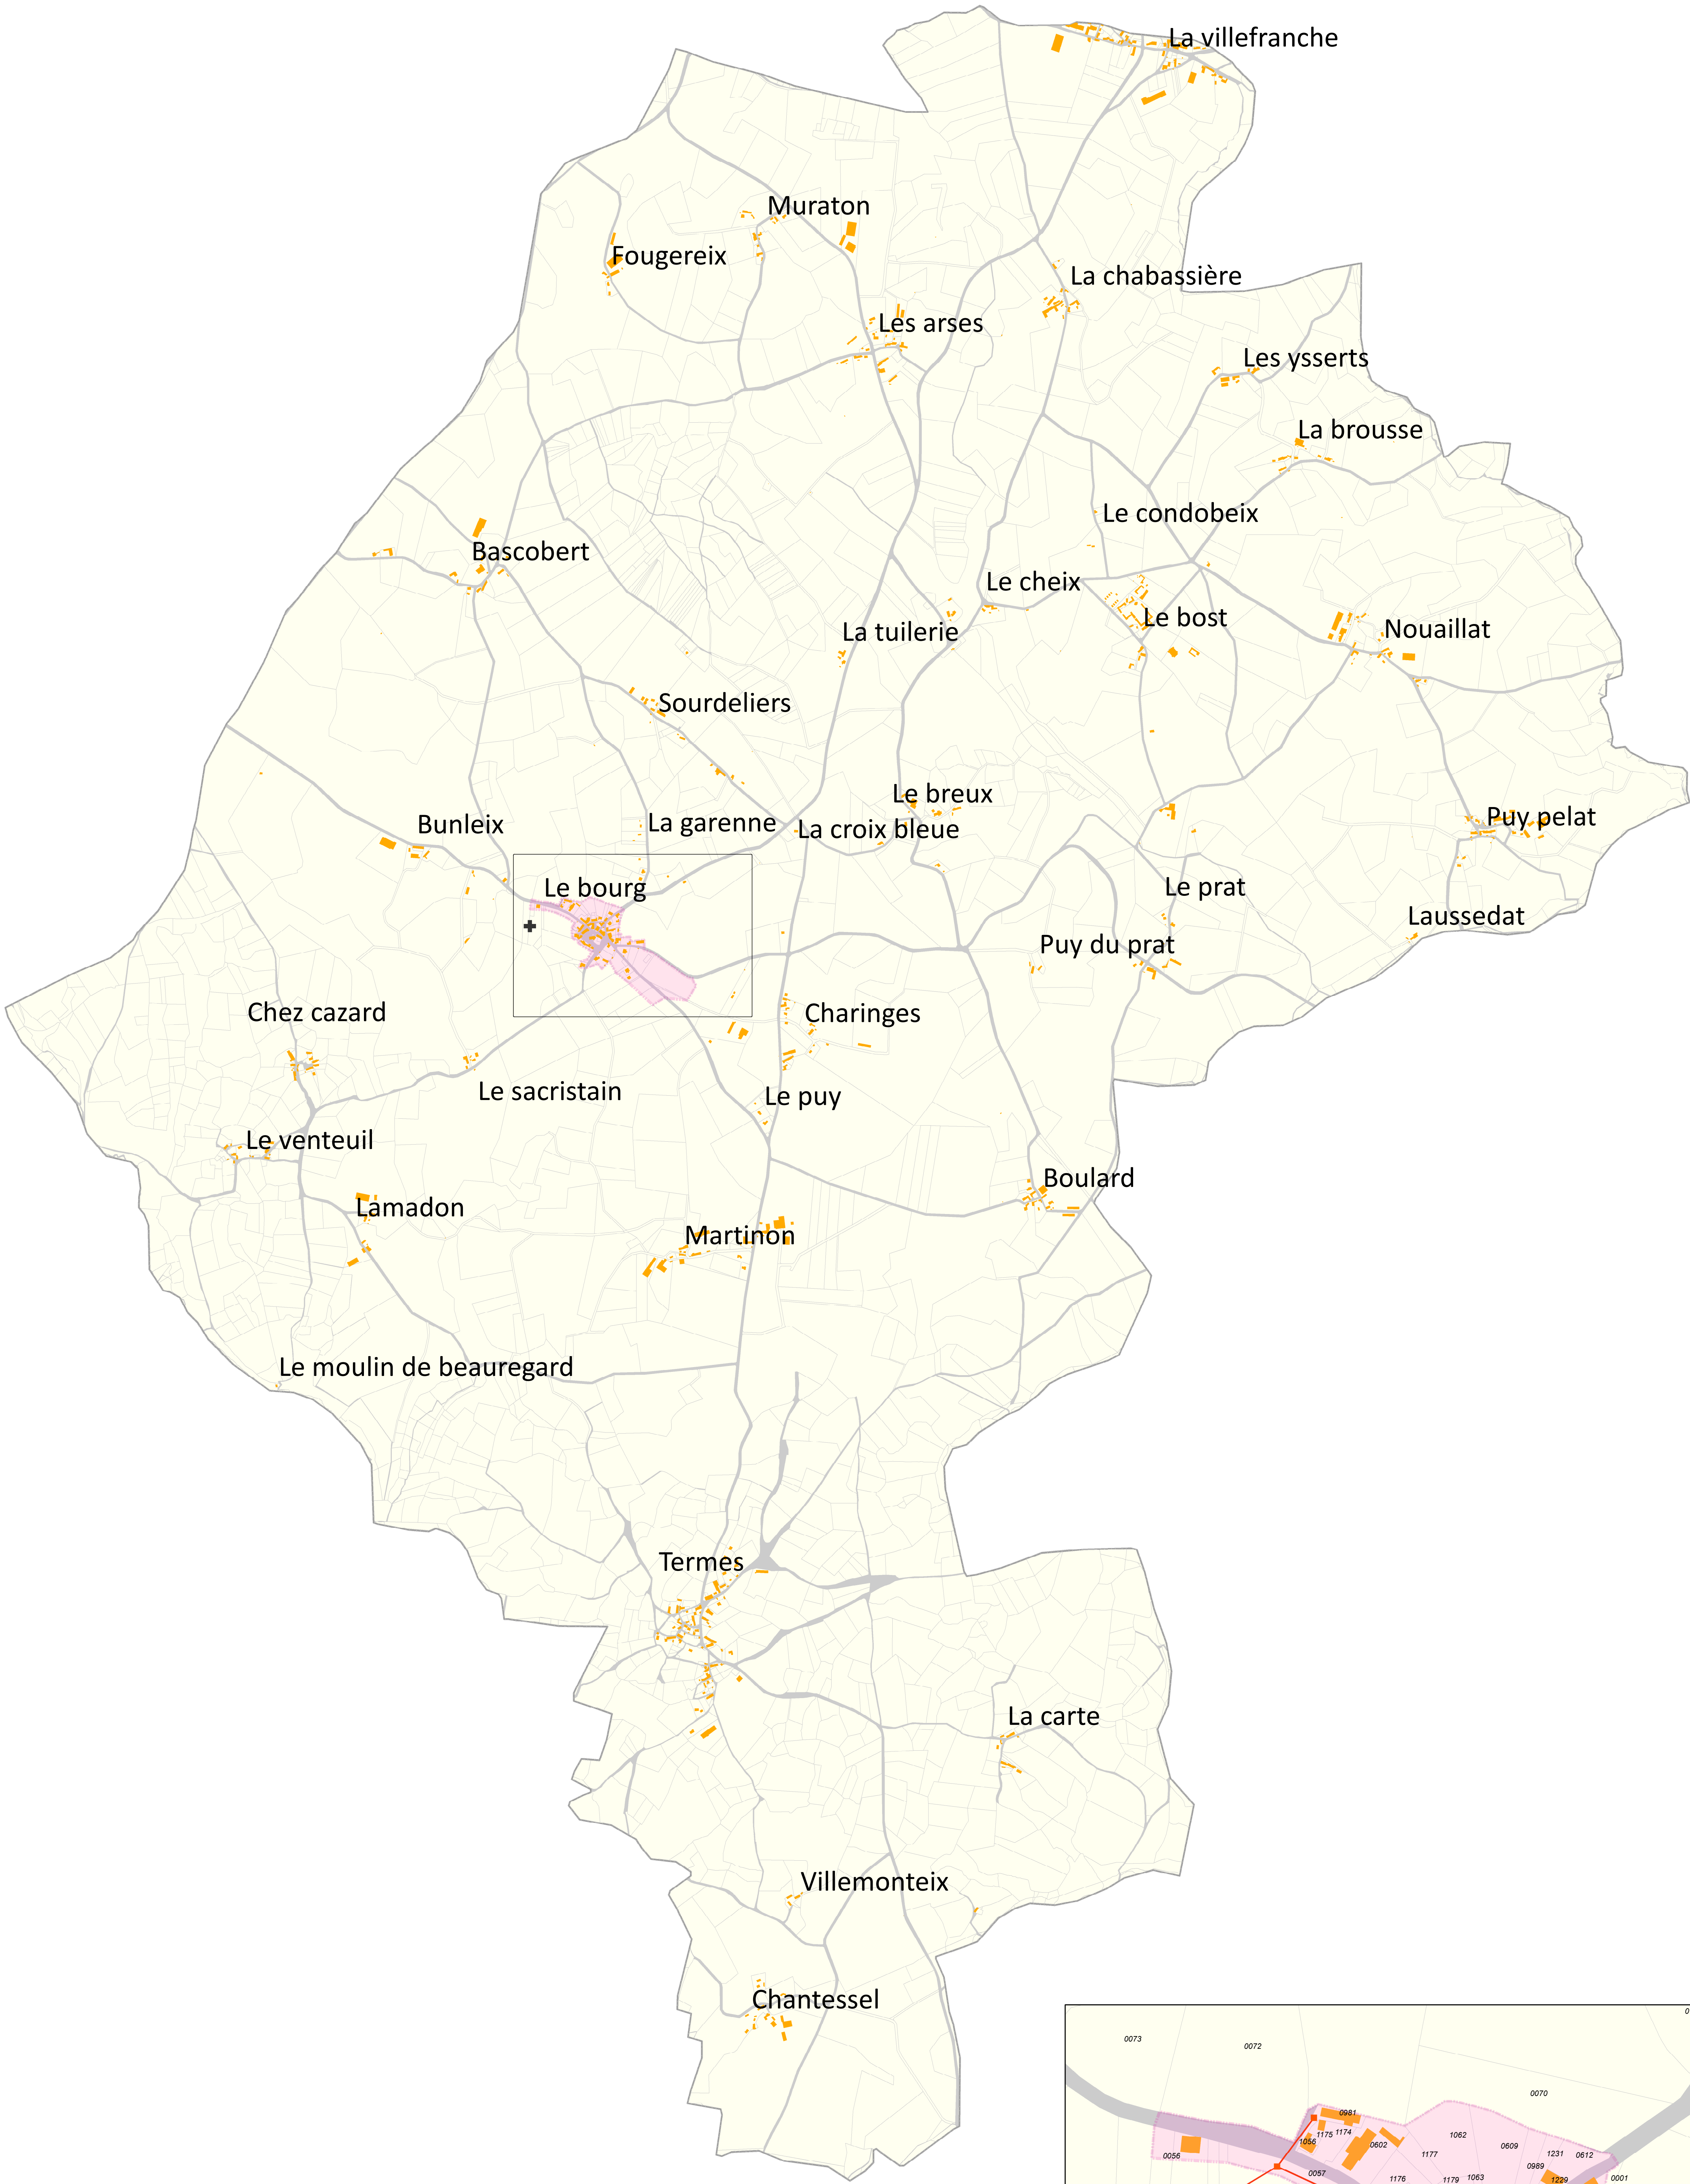 La villefranche
Muraton
Fougereix
La chabassière
Les arses
Les ysserts
La brousse
Le condobeix
Bascobert
Le cheix
Le bost
La tuilerie
Nouaillat
Sourdeliers
Le breux
Puy pelat
Bunleix
La garenne
La croix bleue
Le bourg
Le prat
Laussedat
Puy du prat
Chez cazard
Charinges
Le sacristain
Le puy
Le venteuil
Boulard
Lamadon
Martinon
Le moulin de beauregard
Termes
La carte
Villemonteix
Chantessel
0073
0072
0070
0981
1175
1174
1056
0602
1062
0609
1177
1231
0612
0056
0989
0057
1176
1179
1063
1229
0001